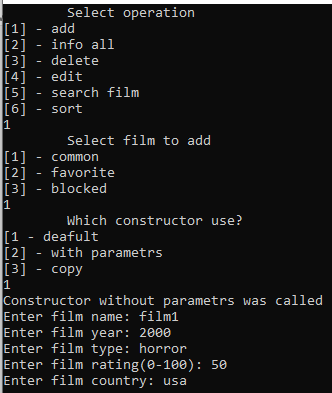 Select operation
[1] - add
[2] - info all
[3] - delete
[4] - edit
[5] - search film
[6] - sort
1
Select film to add
[1] - common
[2] - favorite
[3] - blocked
1
Which constructor use?
[1 - deafult
[2] - with parametrs
[3] - copy
1
Constructor without parametrs was called
Enter film name: film1
Enter film year: 2000
Enter film type: horror
Enter film rating(0-100): 50
Enter film country: usa